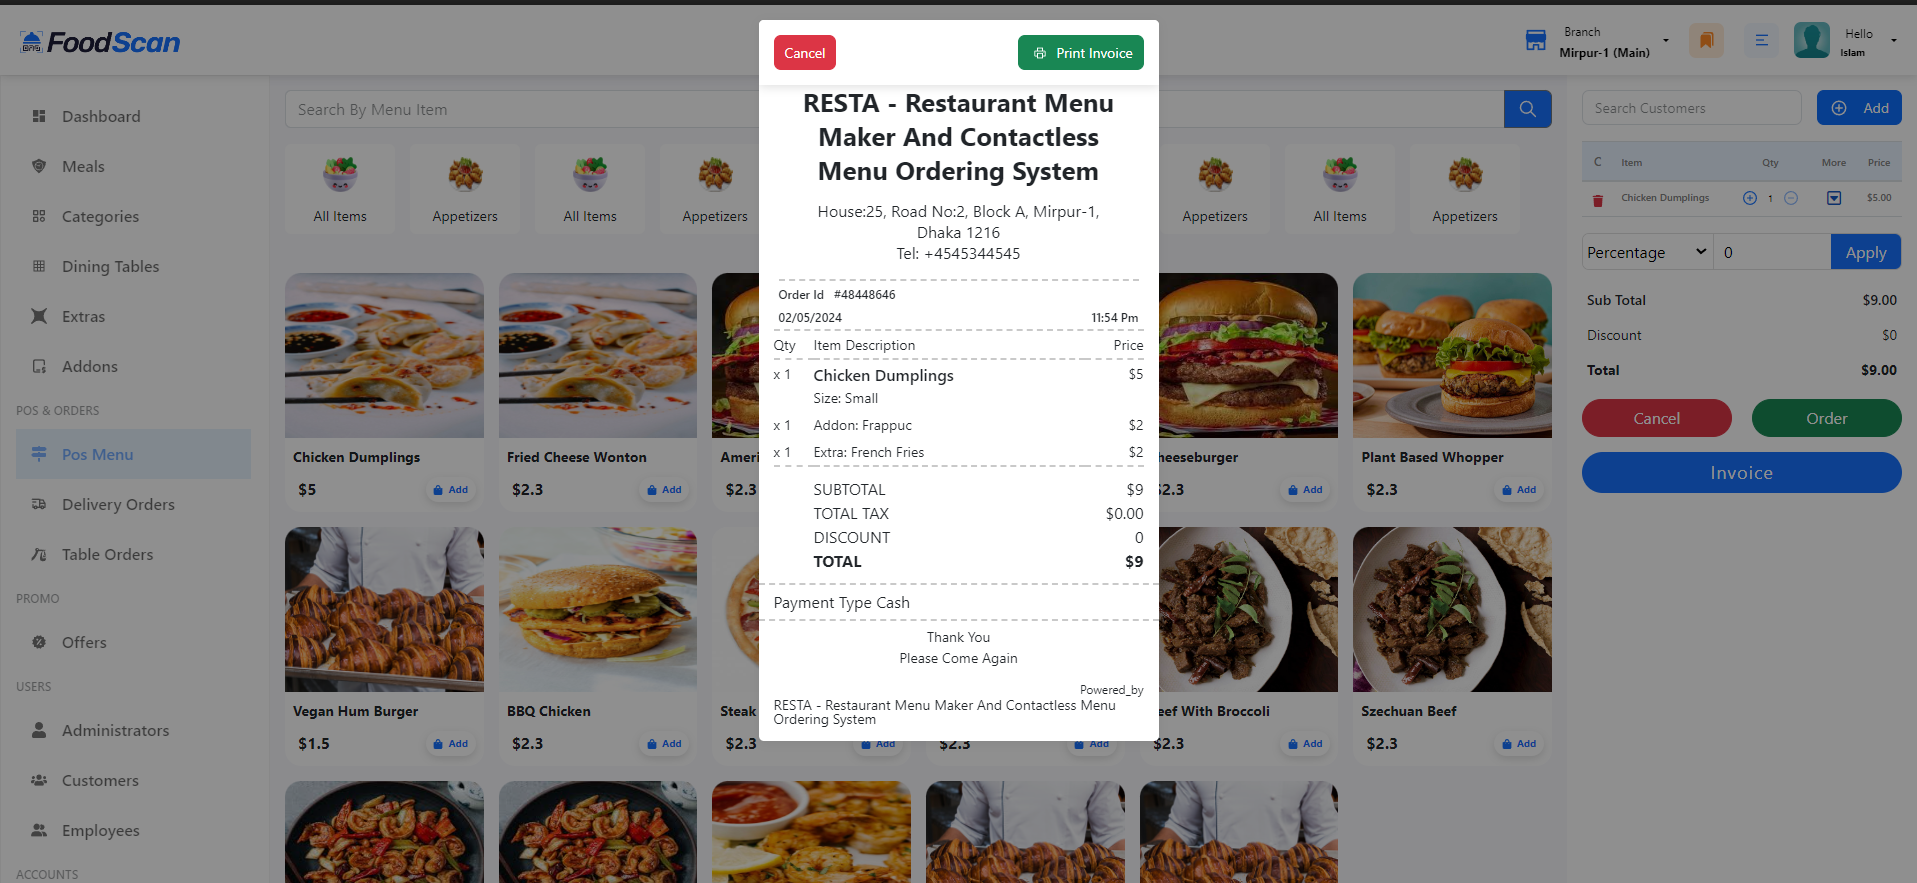 FoodScan
Branch
Mirpur-1 (Main)
Hello
Islam
Dashboard
Meals
Categories
Dining Tables
Extras
Addons
POS & ORDERS
Pos Menu
Delivery Orders
Table Orders
PROMO
Offers
USERS
Administrators
Customers
Employees
ACCOUNTS
Search By Menu Item
All Items
Appetizers
All Items
Appetizers
Appetizers
All Items
Appetizers
Chicken Dumplings
$5
Add
Fried Cheese Wonton
$2.3
Add
Ameri
$2.3
heeseburger
2.3
Add
Plant Based Whopper
$2.3
Add
Vegan Hum Burger
$1.5
Add
BBQ Chicken
$2.3
Add
Steak
$2.3
Add
$2.3
Add
eef With Broccoli
2.3
Add
Szechuan Beef
$2.3
Add
Cancel
Print Invoice
RESTA - Restaurant Menu
Maker And Contactless
Menu Ordering System
House:25, Road No:2, Block A, Mirpur-1,
Dhaka 1216
Tel: +4545344545
Order Id #48448646
02/05/2024 11:54 Pm
Qty Item Description Price
x 1 Chicken Dumplings $5
Size: Small
x 1 Addon: Frappuc $2
x 1 Extra: French Fries $2
SUBTOTAL $9
TOTAL TAX $0.00
DISCOUNT 0
TOTAL $9
Payment Type Cash
Thank You
Please Come Again
Powered_by
RESTA - Restaurant Menu Maker And Contactless Menu
Ordering System
Search Customers
Add
C Item Qty More Price
Chicken Dumplings 1 $5.00
Percentage 0 Apply
Sub Total $9.00
Discount $0
Total $9.00
Cancel
Order
Invoice